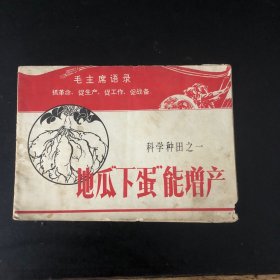 毛主席语录
抓革命，促生产，促工作，促战备。
科学种田之一
地瓜“下蛋”能增产